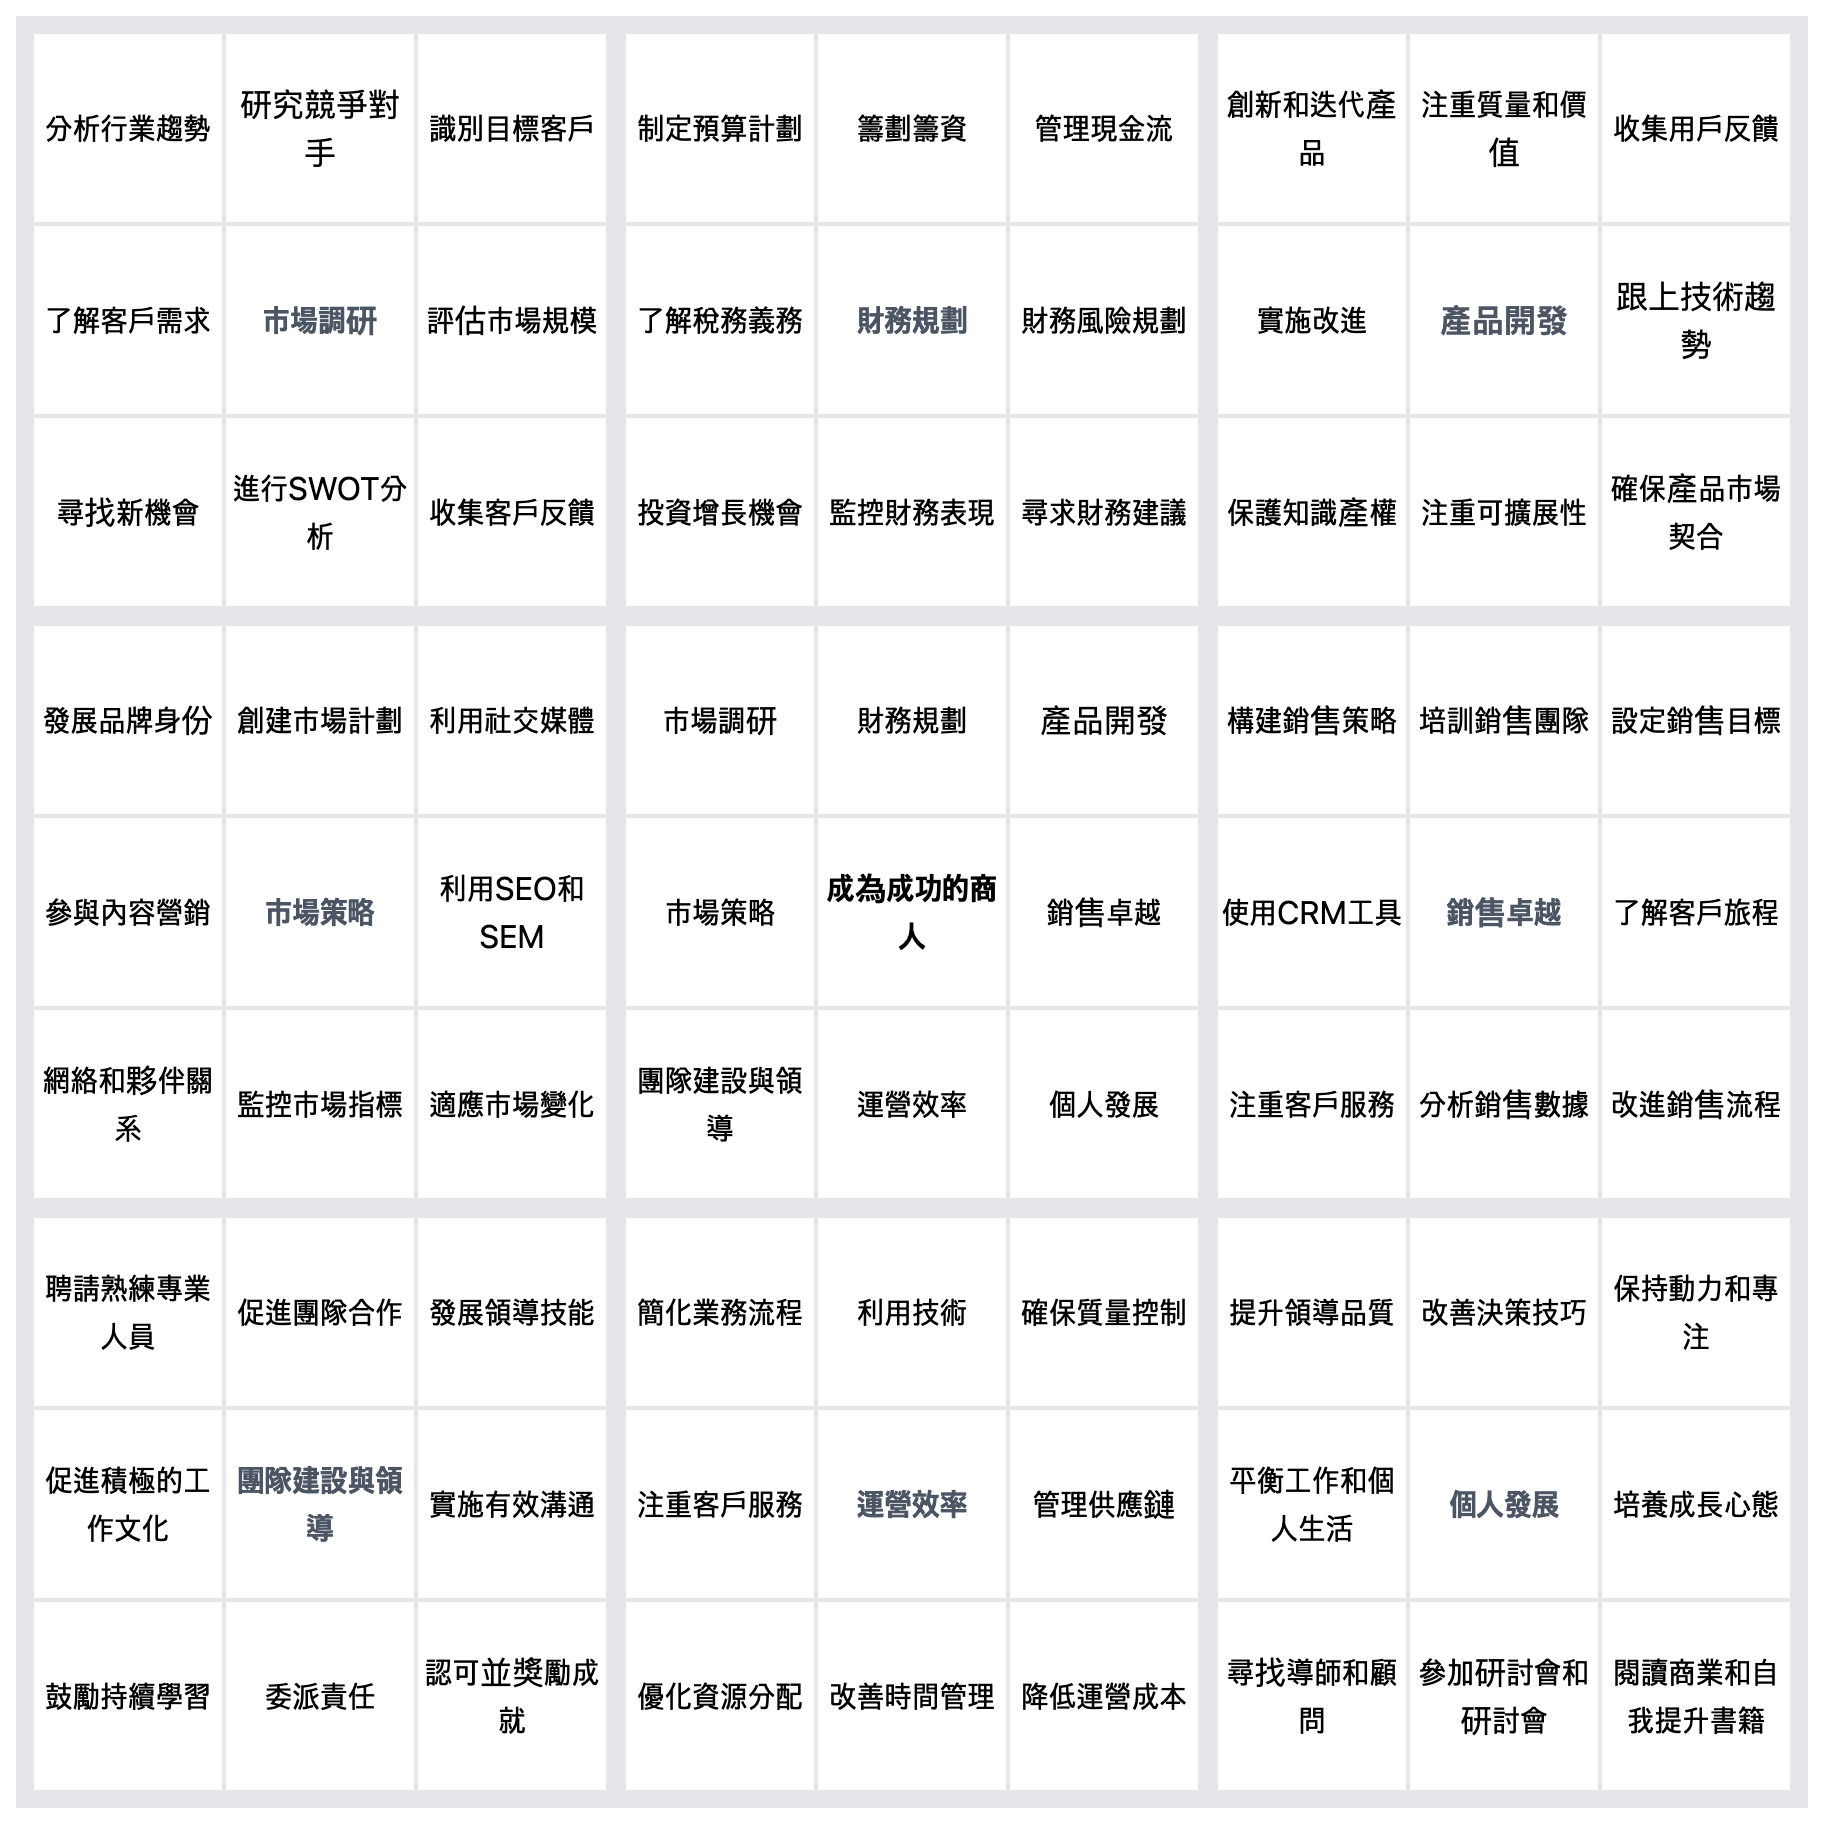 分析行業趨勢
研究競爭對
手
識別目標客戶
了解客戶需求
市場調研
評估市場規模
尋找新機會
進行SWOT分
析
收集客戶反饋
制定預算計劃
籌劃籌資
管理現金流
了解稅務義務
財務規劃
財務風險規劃
投資增長機會
監控財務表現
尋求財務建議
創新和迭代產
品
注重質量和價
值
收集用戶反饋
實施改進
產品開發
跟上技術趨
勢
保護知識產權
注重可擴展性
確保產品市場
契合
發展品牌身份
創建市場計劃
利用社交媒體
參與內容營銷
市場策略
利用SEO和
SEM
網絡和夥伴關
系
監控市場指標
適應市場變化
市場調研
財務規劃
產品開發
市場策略
成為成功的商
人
銷售卓越
團隊建設與領
導
運營效率
個人發展
構建銷售策略
培訓銷售團隊
設定銷售目標
使用CRM工具
銷售卓越
了解客戶旅程
注重客戶服務
分析銷售數據
改進銷售流程
聘請熟練專業
人員
促進團隊合作
發展領導技能
促進積極的工
作文化
團隊建設與領
導
實施有效溝通
鼓勵持續學習
委派責任
認可並獎勵成
就
簡化業務流程
利用技術
確保質量控制
注重客戶服務
運營效率
管理供應鏈
優化資源分配
改善時間管理
降低運營成本
提升領導品質
改善決策技巧
保持動力和專
注
平衡工作和個
人生活
個人發展
培養成長心態
尋找導師和顧
問
參加研討會和
研討會
閱讀商業和自
我提升書籍